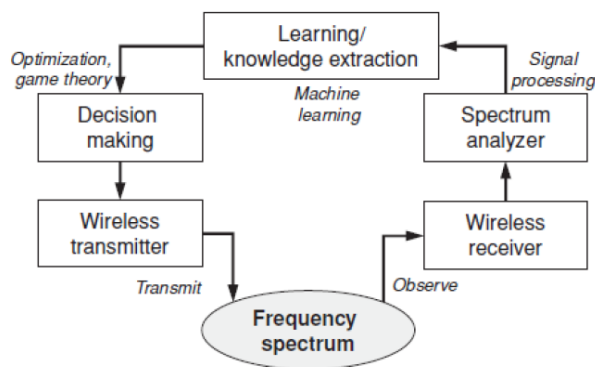 Learning/
knowledge extraction
Optimization,
game theory
Machine
learning
Signal
processing
Decision
making
Spectrum
analyzer
Wireless
transmitter
Wireless
receiver
Transmit
Observe
Frequency
spectrum